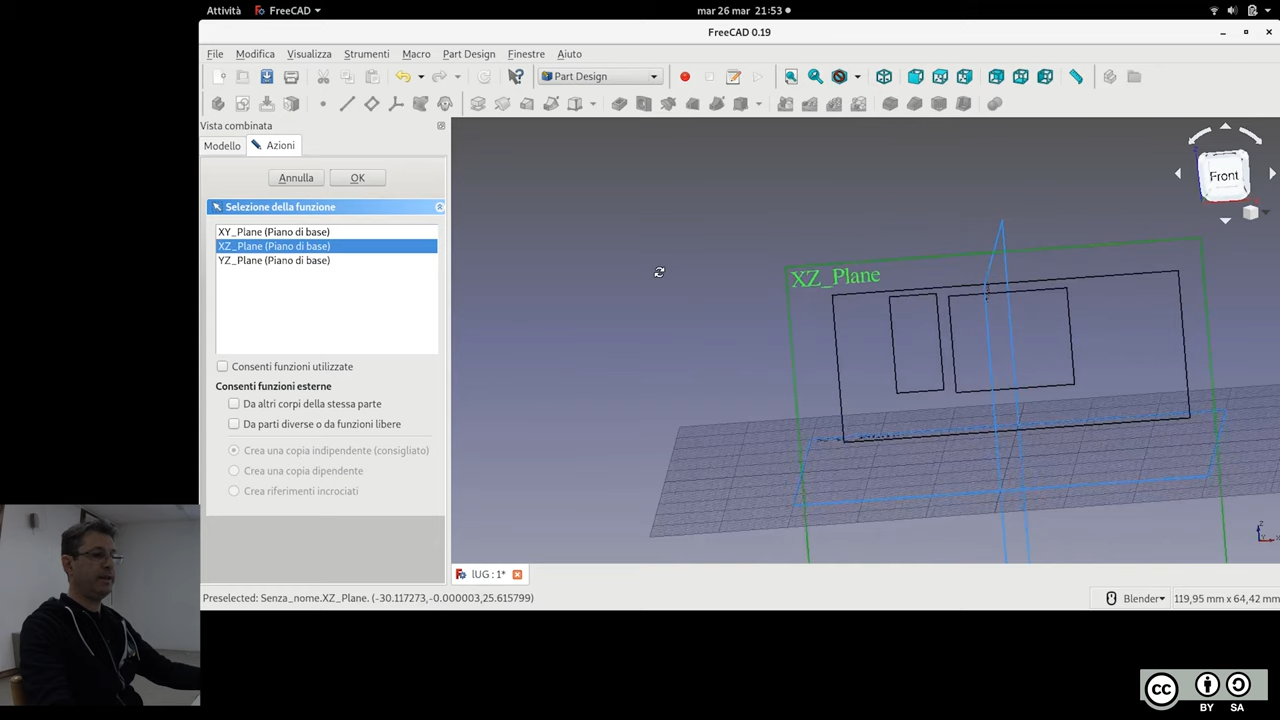 Attività FreeCAD mar 26 mar 21:53
FreeCAD 0.19
File Modifica Visualizza Strumenti Macro Part Design Finestre Aiuto
Part Design
Vista combinata
Modello Azioni
Annulla OK
Selezione della funzione
XY_Plane (Piano di base)
XZ_Plane (Piano di base)
YZ_Plane (Piano di base)
Consenti funzioni utilizzate
Consenti funzioni esterne
Da altri corpi della stessa parte
Da parti diverse o da funzioni libere
Crea una copia indipendente (consigliato)
Crea una copia dipendente
Crea riferimenti incrociati
XZ_Plane
Front
Z
X
lUG : 1*
Preselected: Senza_nome.XZ_Plane. (-30.117273,-0.000003,25.615799)
Blender 119,95 mm x 64,42 mm
CC BY SA